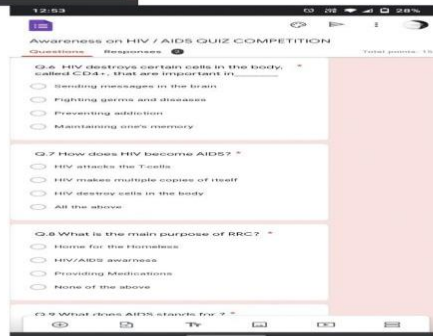 12:53
28%
Awareness on HIV / AIDS QUIZ COMPETITION
Questions Responses Total points: 15
Q.6 HIV destroys certain cells in the body, *
called CD4+, that are important in_______
Sending messages in the brain
Fighting germs and diseases
Preventing addiction
Maintaining one's memory
Q.7 How does HIV become AIDS? *
HIV attacks the T-cells
HIV makes multiple copies of itself
HIV destroy cells in the body
All the above
Q.8 What is the main purpose of RRC? *
Home for the Homeless
HIV/AIDS awarness
Providing Medications
None of the above
Q.9 What does AIDS stands for ? *
Tт